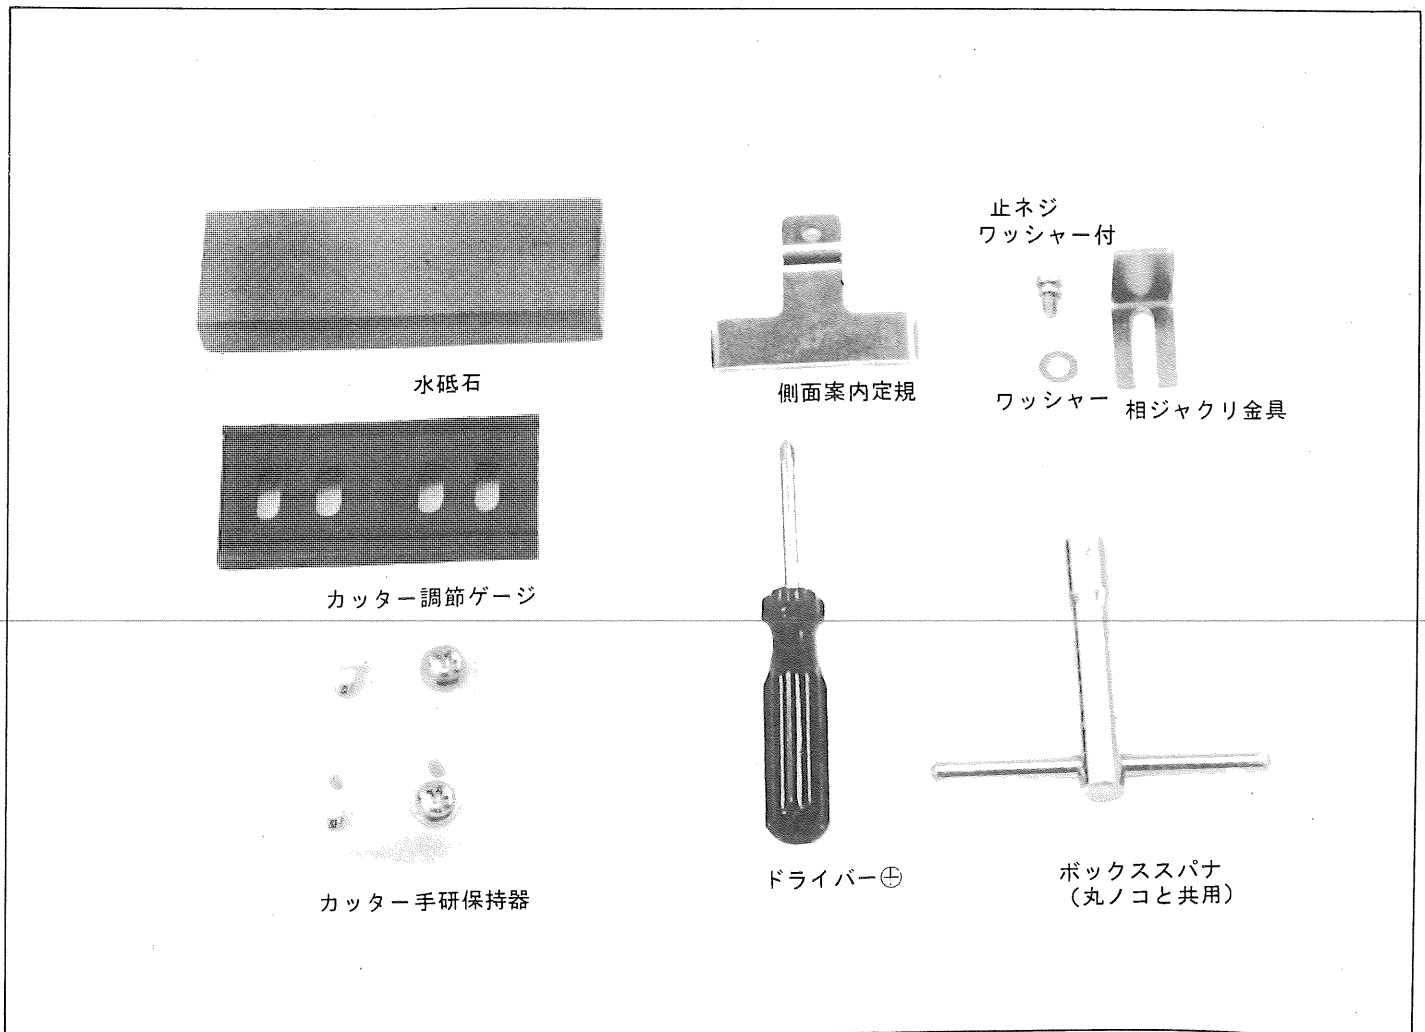 止ネジ
ワッシャー付
水砥石
側面案内定規
ワッシャー
相ジャクリ金具
カッター調節ゲージ
カッター手研保持器
ドライバー⊕
ボックススパナ
(丸ノコと共用)